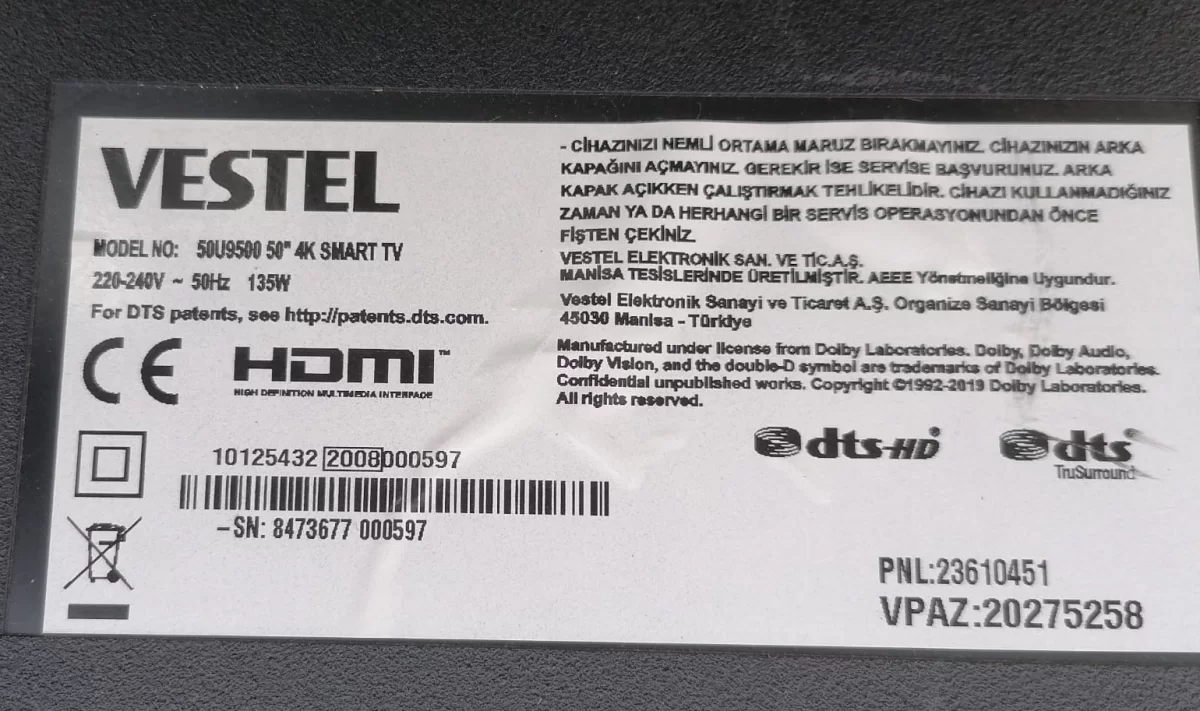 VESTEL
MODEL NO: 50U9500 50" 4K SMART TV
220-240V ~ 50Hz 135W
For DTS patents, see http://patents.dts.com.
CE
HDMI™
HIGH DEFINITION MULTIMEDIA INTERFACE
10125432 2008000597
-SN: 8473677 000597
- CİHAZINIZI NEMLİ ORTAMA MARUZ BIRAKMAYINIZ. CİHAZINIZIN ARKA
KAPAĞINI AÇMAYINIZ. GEREKİR İSE SERVİSE BAŞVURUNUZ. ARKA
KAPAK AÇIKKEN ÇALIŞTIRMAK TEHLİKELİDİR. CİHAZI KULLANMADIĞINIZ
ZAMAN YA DA HERHANGİ BİR SERVİS OPERASYONUNDAN ÖNCE
FİŞTEN ÇEKİNİZ.
VESTEL ELEKTRONİK SAN. VE TİC.A.Ş.
MANİSA TESİSLERİNDE ÜRETİLMİŞTİR. AEEE Yönetmeliğine Uygundur.
Vestel Elektronik Sanayi ve Ticaret A.Ş. Organize Sanayi Bölgesi
45030 Manisa - Türkiye
Manufactured under license from Dolby Laboratories. Dolby, Dolby Audio,
Dolby Vision, and the double-D symbol are trademarks of Dolby Laboratories.
Confidential unpublished works. Copyright ©1992-2019 Dolby Laboratories.
All rights reserved.
dts-HD®
dts®
TruSurround
PNL:23610451
VPAZ:20275258